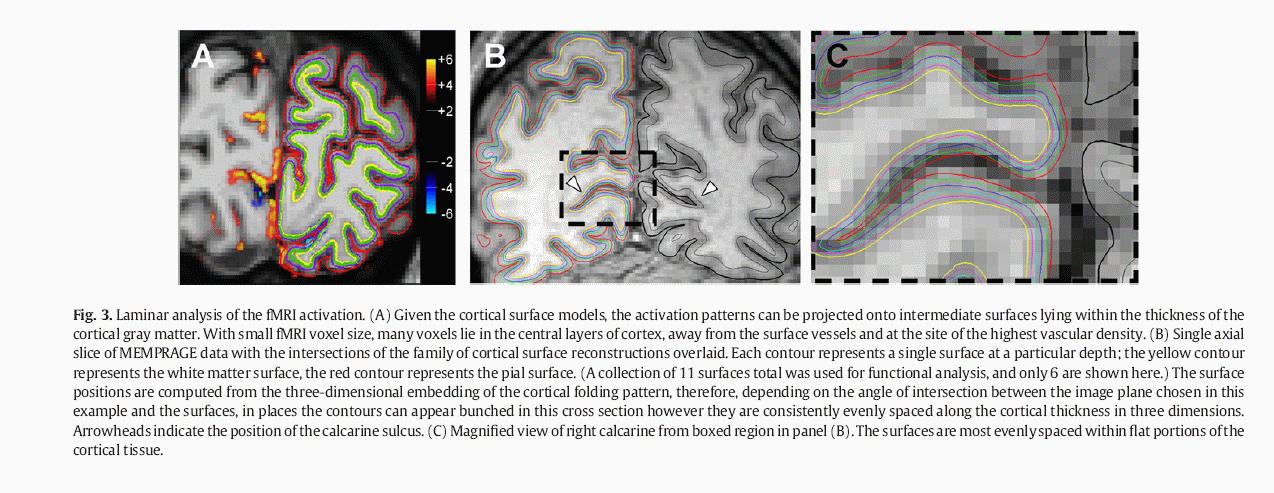 A
+6
+4
+2
-2
-4
-6
B
C
Fig. 3. Laminar analysis of the fMRI activation. (A) Given the cortical surface models, the activation patterns can be projected onto intermediate surfaces lying within the thickness of the
cortical gray matter. With small fMRI voxel size, many voxels lie in the central layers of cortex, away from the surface vessels and at the site of the highest vascular density. (B) Single axial
slice of MEMPRAGE data with the intersections of the family of cortical surface reconstructions overlaid. Each contour represents a single surface at a particular depth; the yellow contour
represents the white matter surface, the red contour represents the pial surface. (A collection of 11 surfaces total was used for functional analysis, and only 6 are shown here.) The surface
positions are computed from the three-dimensional embedding of the cortical folding pattern, therefore, depending on the angle of intersection between the image plane chosen in this
example and the surfaces, in places the contours can appear bunched in this cross section however they are consistently evenly spaced along the cortical thickness in three dimensions.
Arrowheads indicate the position of the calcarine sulcus. (C) Magnified view of right calcarine from boxed region in panel (B). The surfaces are most evenly spaced within flat portions of the
cortical tissue.